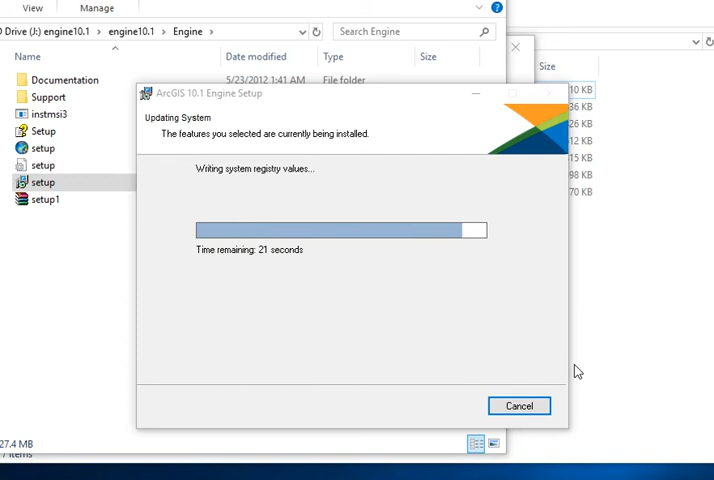 View Manage
Drive (J:) engine10.1 > engine10.1 > Engine > Search Engine
Name Date modified Type Size
Size
Documentation 5/23/2012 1:41 AM File folder
10 KB
Support
ArcGIS 10.1 Engine Setup
36 KB
instmsi3
Updating System
26 KB
Setup
The features you selected are currently being installed.
12 KB
setup
15 KB
setup
Writing system registry values...
98 KB
setup
70 KB
setup1
Time remaining: 21 seconds
Cancel
27.4 MB
items